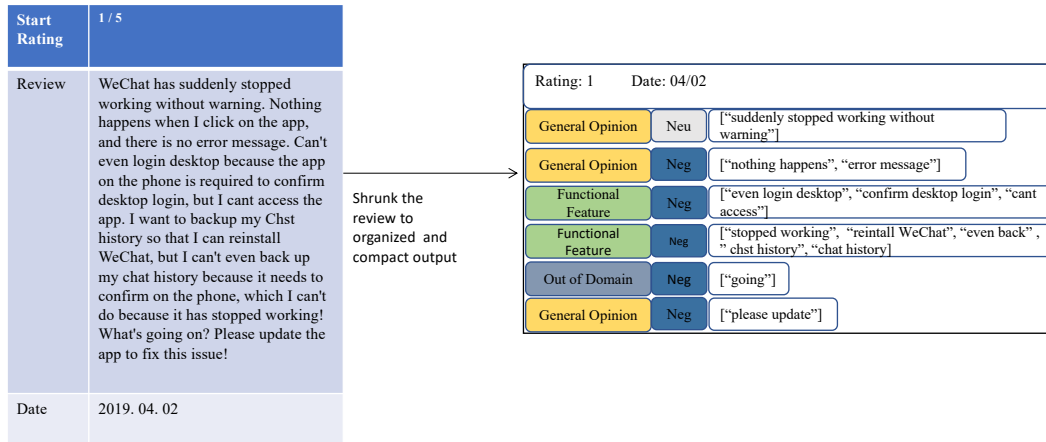 Start
Rating
1 / 5
Review
WeChat has suddenly stopped
working without warning. Nothing
happens when I click on the app,
and there is no error message. Can't
even login desktop because the app
on the phone is required to confirm
desktop login, but I cant access the
app. I want to backup my Chst
history so that I can reinstall
WeChat, but I can't even back up
my chat history because it needs to
confirm on the phone, which I can't
do because it has stopped working!
What's going on? Please update the
app to fix this issue!
Date
2019. 04. 02
Shrunk the
review to
organized and
compact output
Rating: 1 Date: 04/02
General Opinion
Neu
[“suddenly stopped working without
warning”]
General Opinion
Neg
[“nothing happens”, “error message”]
Functional
Feature
Neg
[“even login desktop”, “confirm desktop login”, “cant
access”]
Functional
Feature
Neg
[“stopped working”, “reintall WeChat”, “even back” ,
” chst history”, “chat history]
Out of Domain
Neg
[“going”]
General Opinion
Neg
[“please update”]